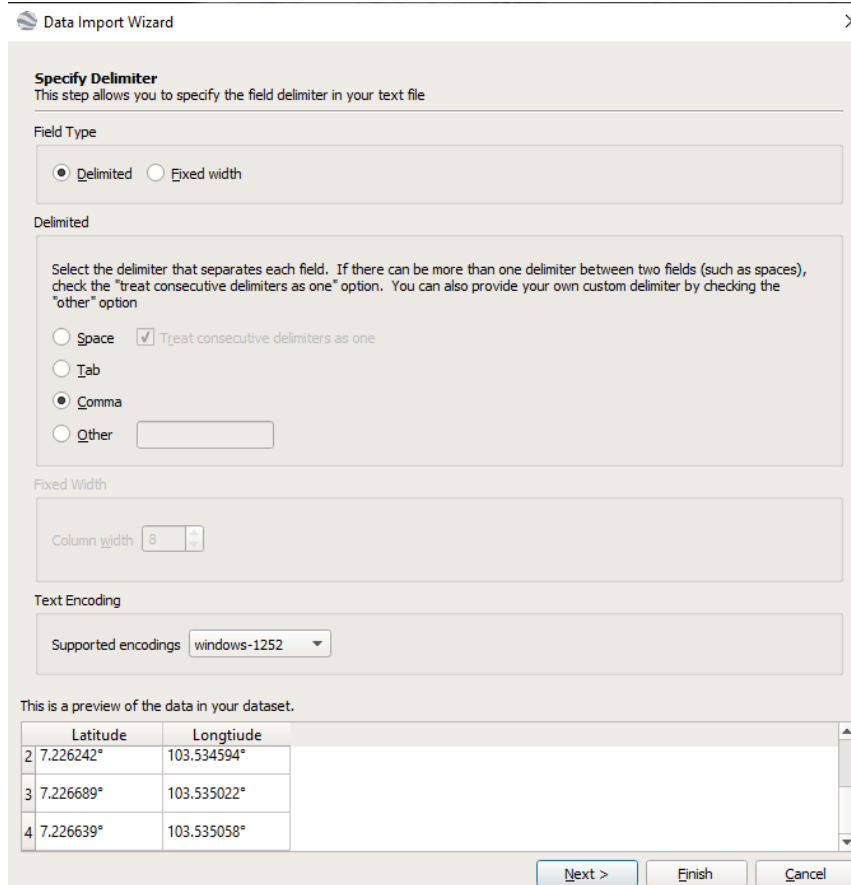 Data Import Wizard
Specify Delimiter
This step allows you to specify the field delimiter in your text file
Field Type
Delimited Fixed width
Delimited
Select the delimiter that separates each field. If there can be more than one delimiter between two fields (such as spaces),
check the "treat consecutive delimiters as one" option. You can also provide your own custom delimiter by checking the
"other" option
Space Treat consecutive delimiters as one
Tab
Comma
Other
Fixed Width
Column width 8
Text Encoding
Supported encodings windows-1252
This is a preview of the data in your dataset.
Latitude Longtiude
2 7.226242° 103.534594°
3 7.226689° 103.535022°
4 7.226639° 103.535058°
Next > Finish Cancel